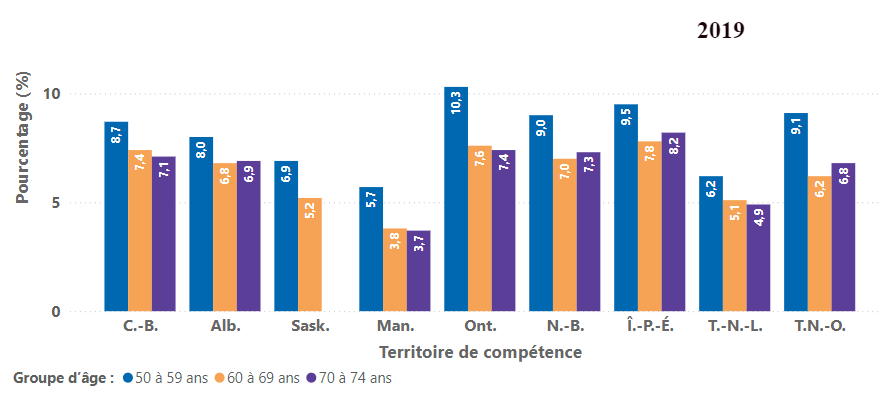 2019
Pourcentage (%)
10
5
0
8,7 7,4 7,1 8,0 6,8 6,9 6,9 5,2 5,7 3,8 3,7 10,3 7,6 7,4 9,0 7,0 7,3 9,5 7,8 8,2 6,2 5,1 4,9 9,1 6,2 6,8
C.-B. Alb. Sask. Man. Ont. N.-B. Î.-P.-É. T.-N.-L. T.N.-O.
Territoire de compétence
Groupe d’âge : 50 à 59 ans 60 à 69 ans 70 à 74 ans